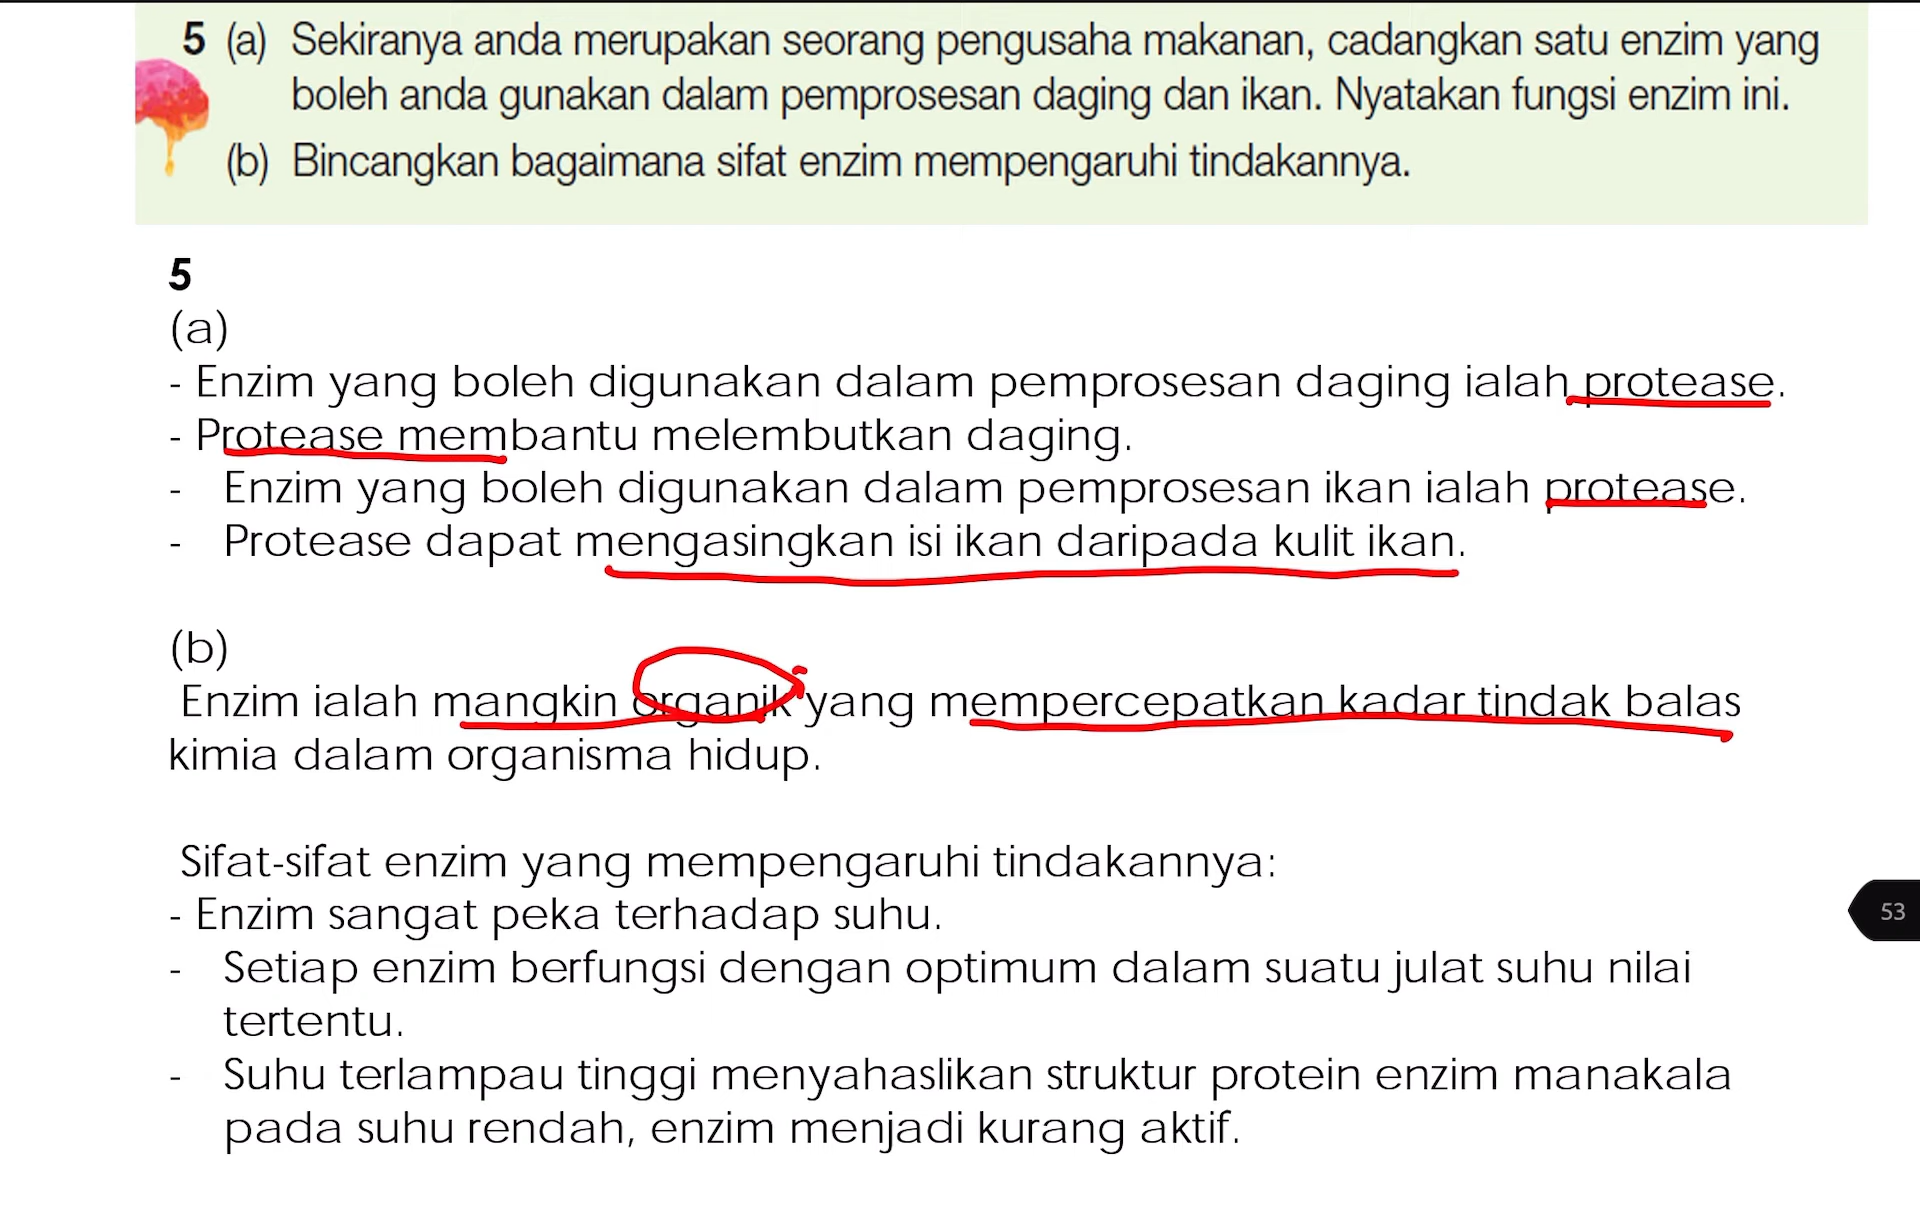 5 (a) Sekiranya anda merupakan seorang pengusaha makanan, cadangkan satu enzim yang
boleh anda gunakan dalam pemprosesan daging dan ikan. Nyatakan fungsi enzim ini.
(b) Bincangkan bagaimana sifat enzim mempengaruhi tindakannya.
5
(a)
- Enzim yang boleh digunakan dalam pemprosesan daging ialah protease.
- Protease membantu melembutkan daging.
- Enzim yang boleh digunakan dalam pemprosesan ikan ialah protease.
- Protease dapat mengasingkan isi ikan daripada kulit ikan.
(b)
Enzim ialah mangkin organik yang mempercepatkan kadar tindak balas
kimia dalam organisma hidup.
Sifat-sifat enzim yang mempengaruhi tindakannya:
- Enzim sangat peka terhadap suhu.
- Setiap enzim berfungsi dengan optimum dalam suatu julat suhu nilai
tertentu.
- Suhu terlampau tinggi menyahaslikan struktur protein enzim manakala
pada suhu rendah, enzim menjadi kurang aktif.
53